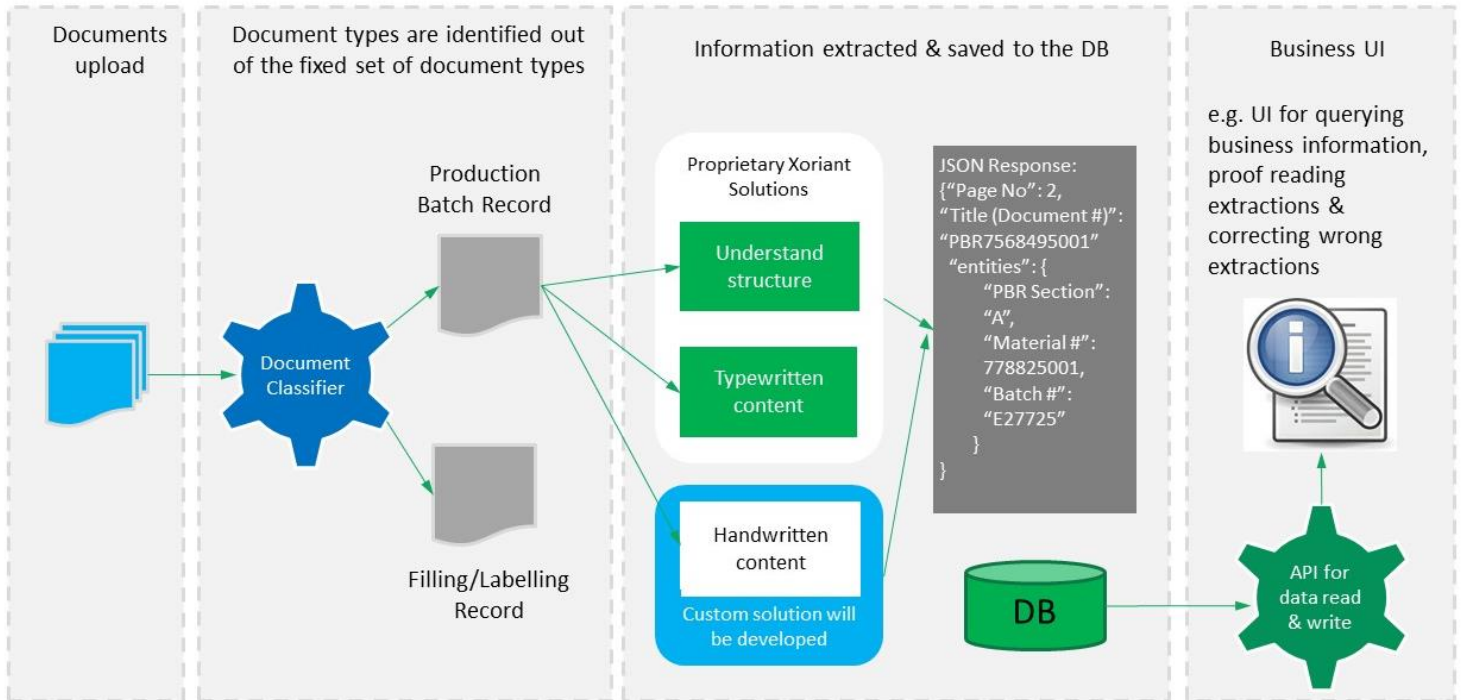 Documents
upload
Document types are identified out
of the fixed set of document types
Production
Batch Record
Document
Classifier
Filling/Labelling
Record
Information extracted & saved to the DB
Proprietary Xoriant
Solutions
Understand
structure
Typewritten
content
Handwritten
content
Custom solution will
be developed
JSON Response:
{“Page No”: 2,
“Title (Document #)”:
“PBR7568495001”
“entities”: {
“PBR Section”:
“A”,
“Material #”:
778825001,
“Batch #”:
“E27725”
}
}
DB
Business UI
e.g. UI for querying
business information,
proof reading
extractions &
correcting wrong
extractions
i
API for
data read
& write